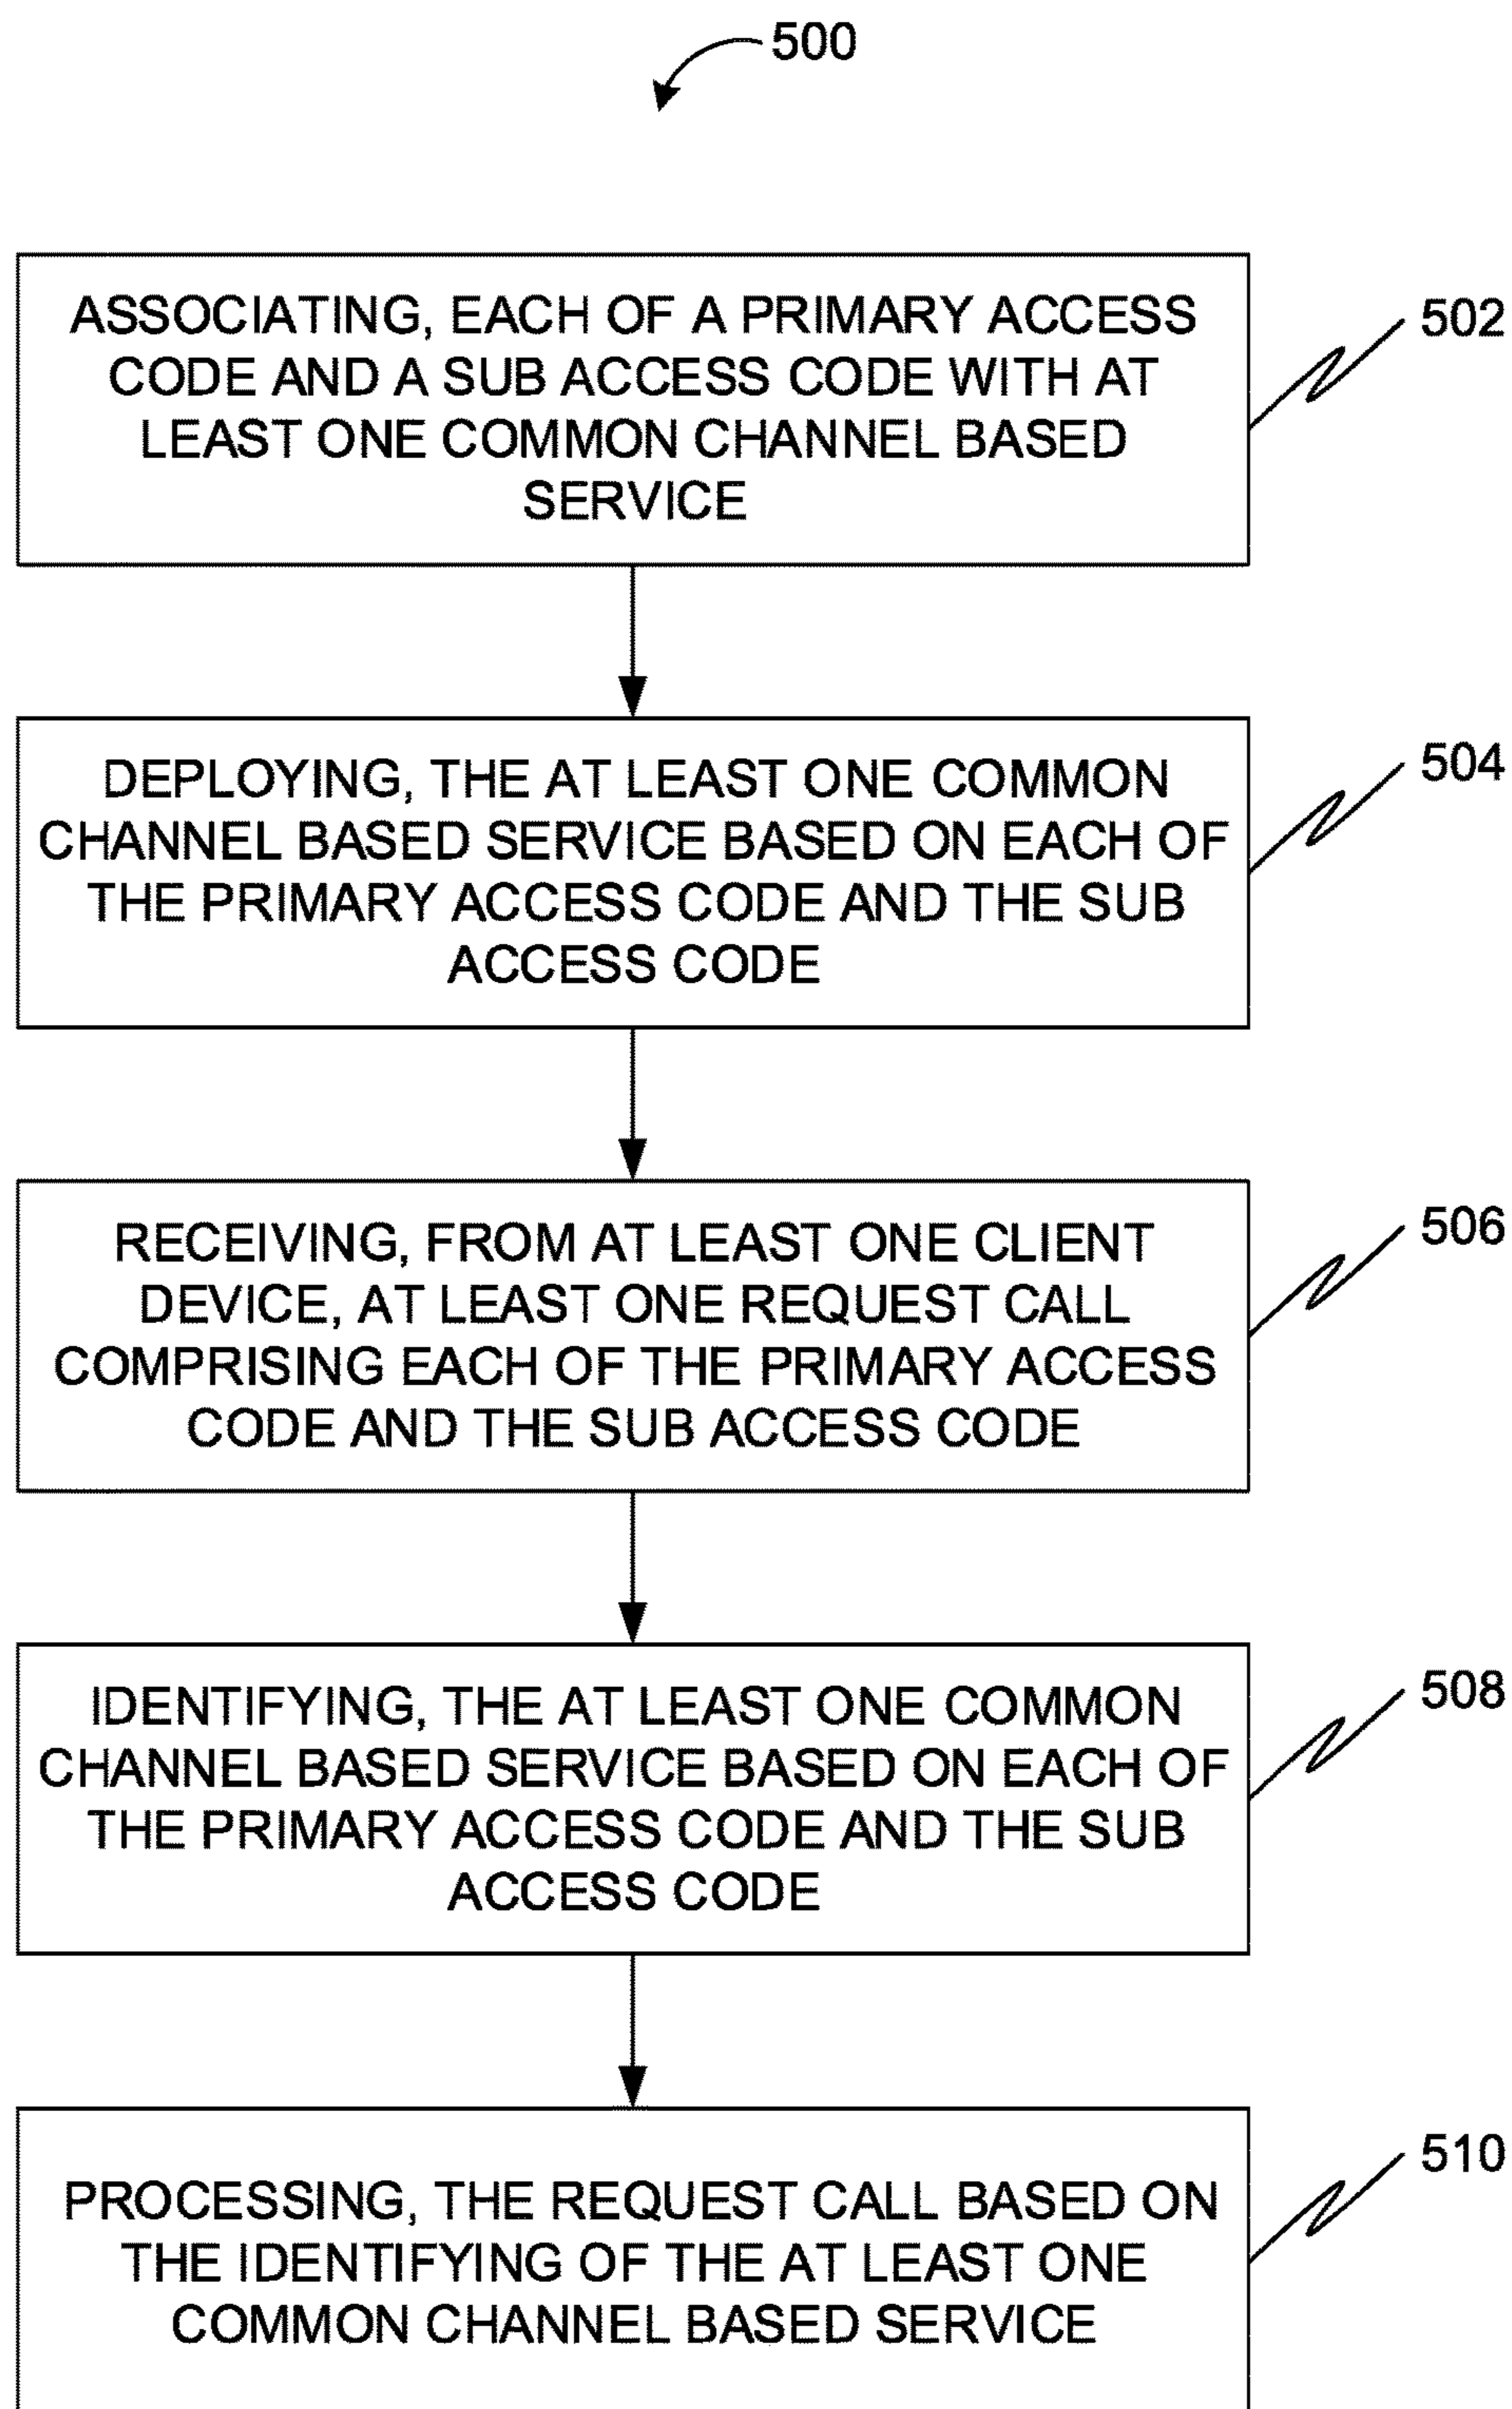 500
ASSOCIATING, EACH OF A PRIMARY ACCESS
CODE AND A SUB ACCESS CODE WITH AT
LEAST ONE COMMON CHANNEL BASED
SERVICE
502
DEPLOYING, THE AT LEAST ONE COMMON
CHANNEL BASED SERVICE BASED ON EACH OF
THE PRIMARY ACCESS CODE AND THE SUB
ACCESS CODE
504
RECEIVING, FROM AT LEAST ONE CLIENT
DEVICE, AT LEAST ONE REQUEST CALL
COMPRISING EACH OF THE PRIMARY ACCESS
CODE AND THE SUB ACCESS CODE
506
IDENTIFYING, THE AT LEAST ONE COMMON
CHANNEL BASED SERVICE BASED ON EACH OF
THE PRIMARY ACCESS CODE AND THE SUB
ACCESS CODE
508
PROCESSING, THE REQUEST CALL BASED ON
THE IDENTIFYING OF THE AT LEAST ONE
COMMON CHANNEL BASED SERVICE
510